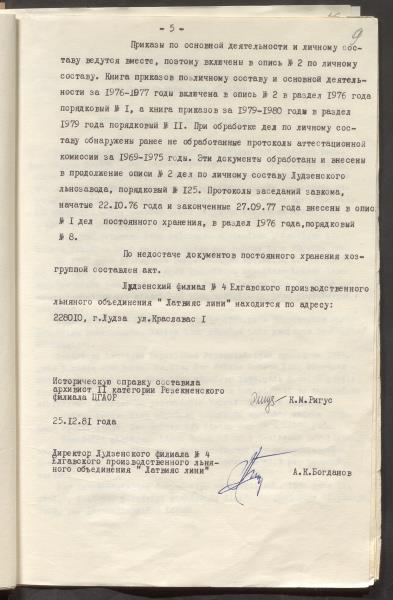 - 5 -
9
Приказы по основной деятельности и личному сос-
таву ведутся вместе, поэтому включены в опись № 2 по личному
составу. Книга приказов по личному составу и основной деятель-
ности за 1976-1977 годы включена в опись № 2 в раздел 1976 года
порядковый № I, а книга приказов за 1979-1980 годы в раздел
1979 года порядковый № II. При обработке дел по личному сос-
таву обнаружены ранее не обработанные протоколы аттестационной
комиссии за 1969-1975 годы. Эти документы обработаны и внесены
в продолжение описи № 2 дел по личному составу Лудзенского
льнозавода, порядковый № 125. Протоколы заседаний завкома,
начатые 22.10.76 года и законченные 27.09.77 года внесены в опис
№ I дел постоянного хранения, в раздел 1976 года, порядковый
№ 8.
По недостаче документов постоянного хранения хоз-
группой составлен акт.
Лудзенский филиал № 4 Елгавского производственного
льняного объединения " Латвияс лини" находится по адресу:
228010, г.Лудза ул.Краславас I
Историческую справку составила
архивист II категории Резекненского
филиала ЦГАОР
К.М.Ригус
25.12.81 года
Директор Лудзенского филиала № 4
Елгавского производственного льня-
ного объединения " Латвияс лини"
А.К.Богданов